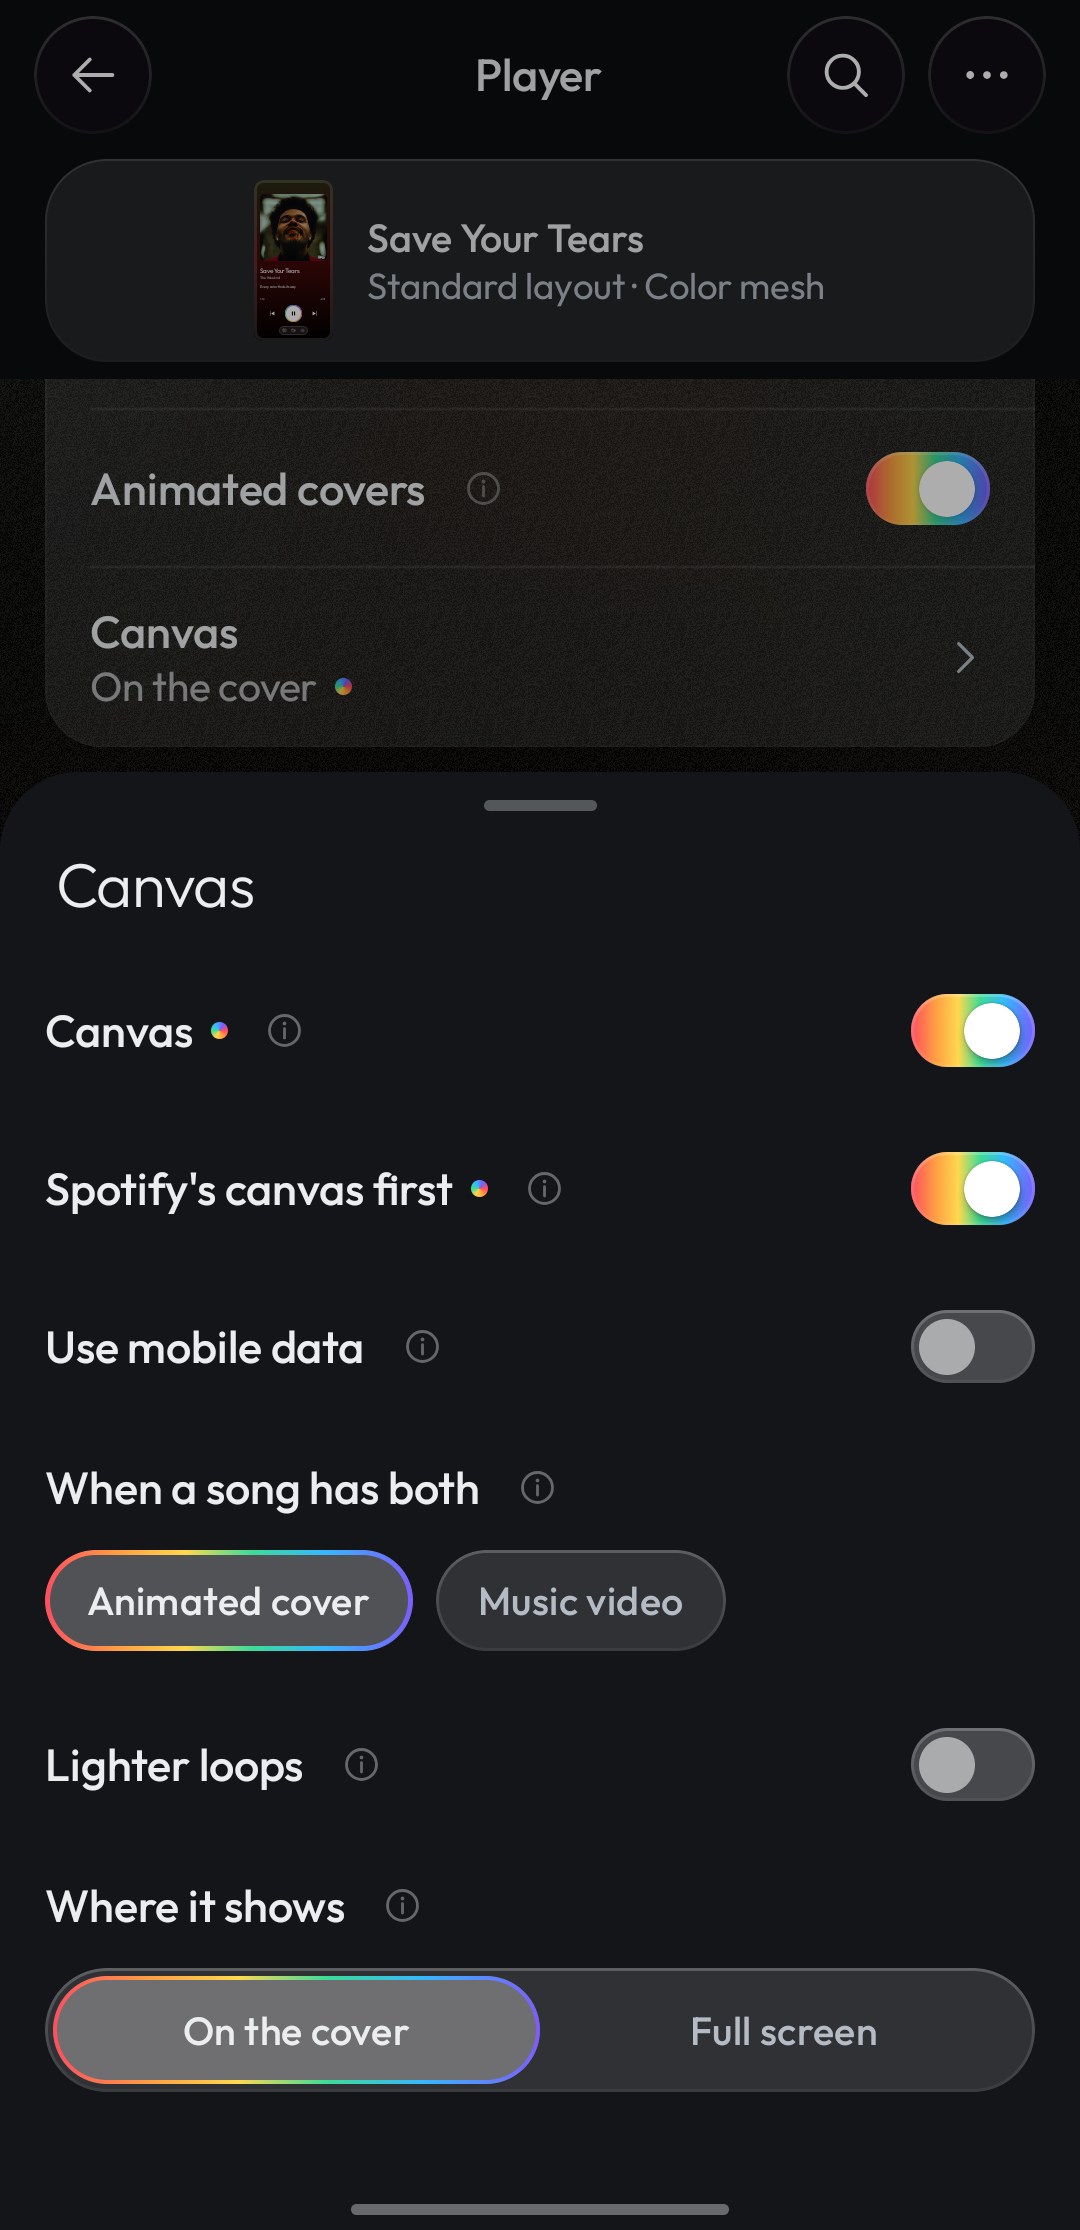 Player
Save Your Tears
Standard layout · Color mesh
Animated covers
Canvas
On the cover
Canvas
Canvas
Spotify's canvas first
Use mobile data
When a song has both
Animated cover
Music video
Lighter loops
Where it shows
On the cover
Full screen